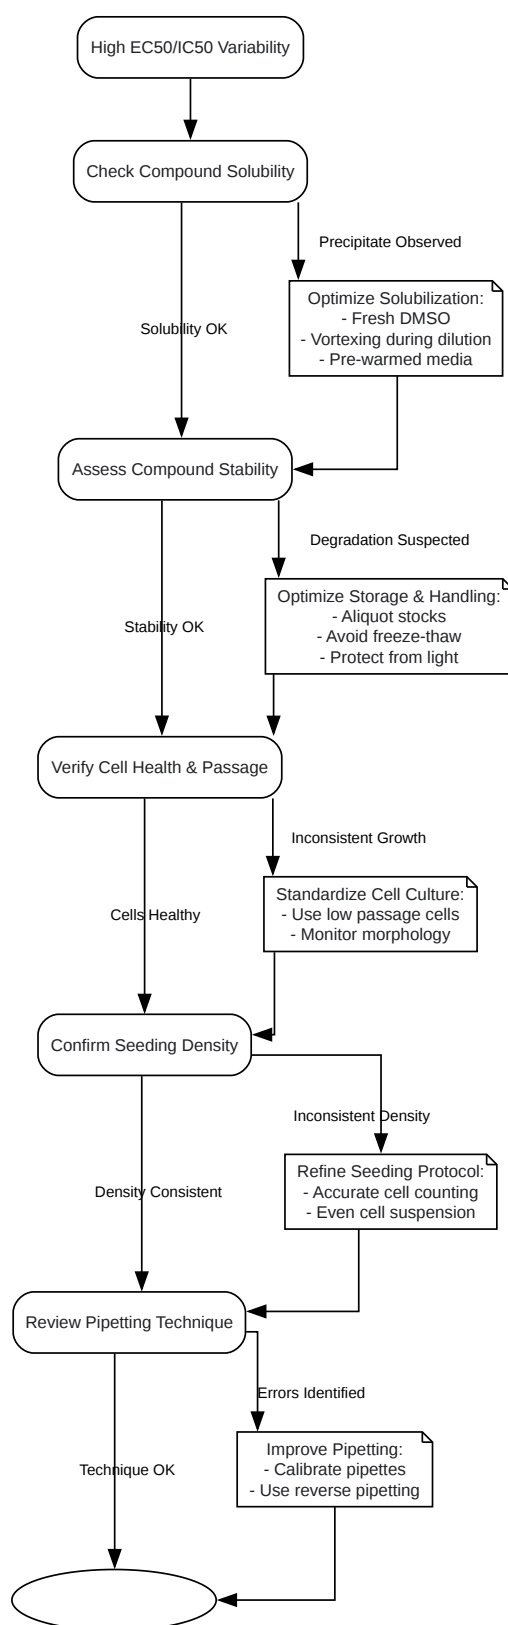 High EC50/IC50 Variability
Check Compound Solubility
Precipitate Observed
Optimize Solubilization:
- Fresh DMSO
- Vortexing during dilution
- Pre-warmed media
Solubility OK
Assess Compound Stability
Degradation Suspected
Optimize Storage & Handling:
- Aliquot stocks
- Avoid freeze-thaw
- Protect from light
Stability OK
Verify Cell Health & Passage
Inconsistent Growth
Standardize Cell Culture:
- Use low passage cells
- Monitor morphology
Cells Healthy
Confirm Seeding Density
Inconsistent Density
Refine Seeding Protocol:
- Accurate cell counting
- Even cell suspension
Density Consistent
Review Pipetting Technique
Errors Identified
Improve Pipetting:
- Calibrate pipettes
- Use reverse pipetting
Technique OK